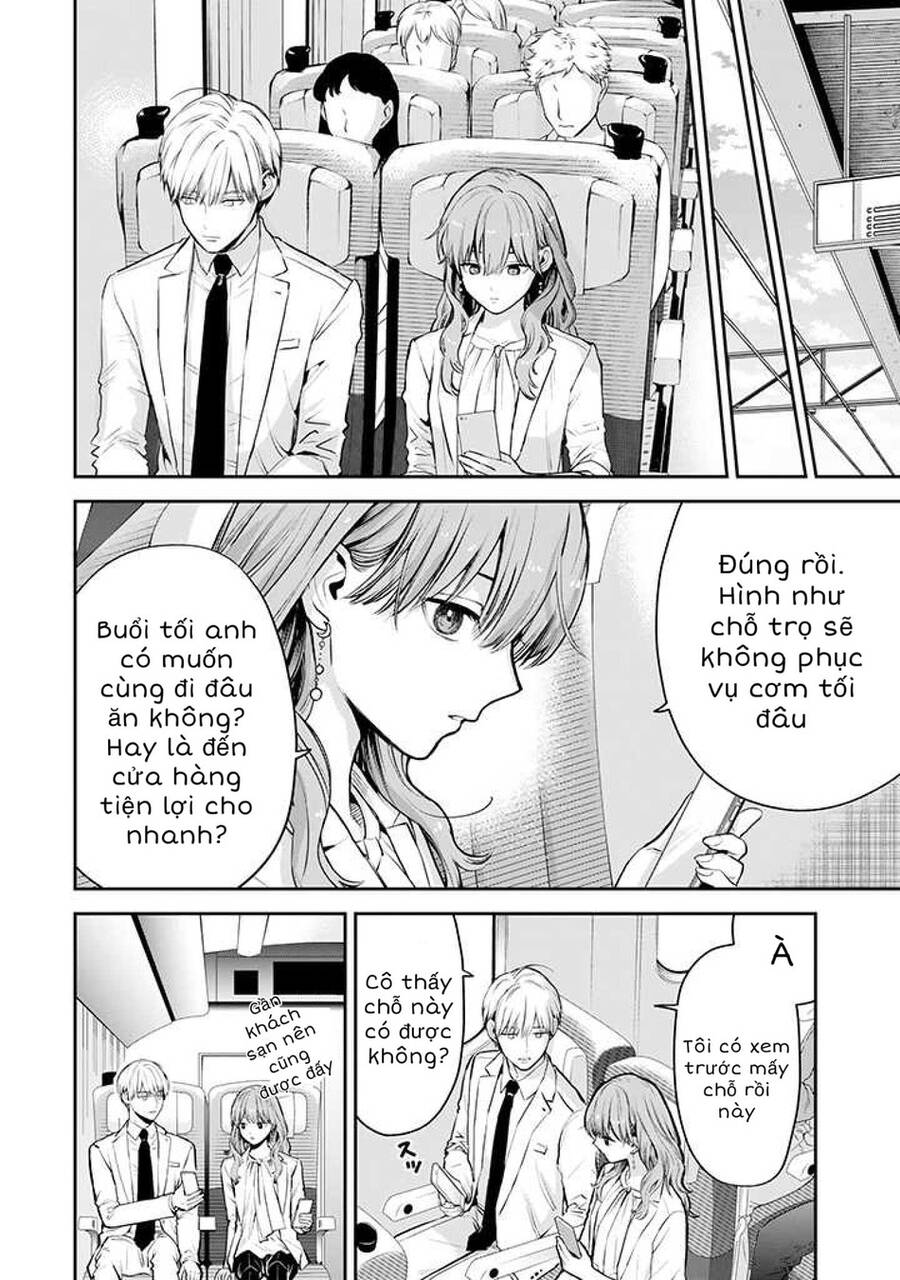 Đúng rồi.
Hình như
chỗ trọ sẽ
không phục
vụ cơm tối
đâu
Buổi tối anh
có muốn
cùng đi đâu
ăn không?
Hay là đến
cửa hàng
tiện lợi cho
nhanh?
À
Tôi có xem
trước mấy
chỗ rồi
này
Cô thấy
chỗ này
có được
không?
スッ
Gần
khách
sạn nên
cũng
được đấy